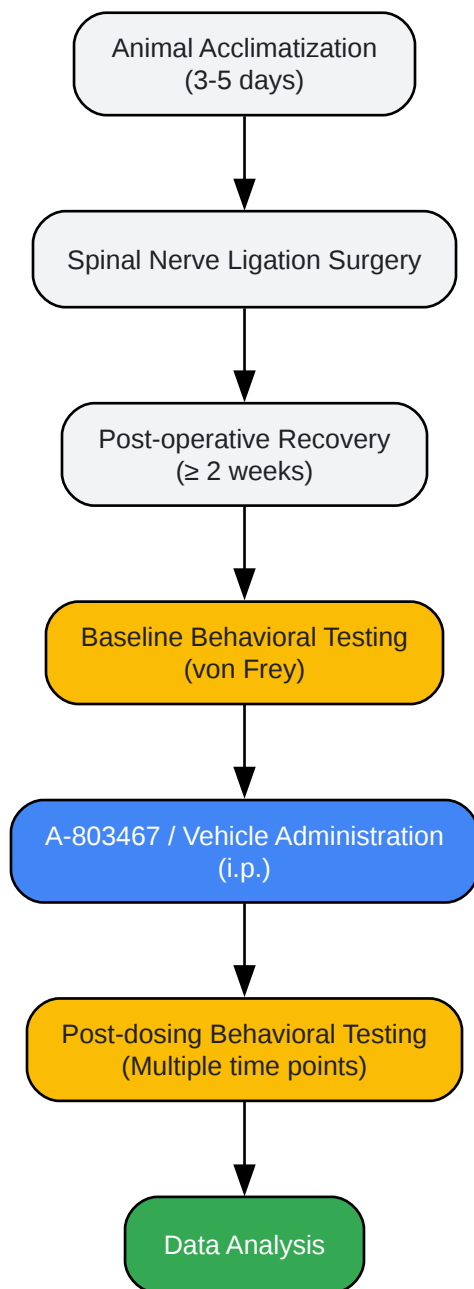 Animal Acclimatization
(3-5 days)
Spinal Nerve Ligation Surgery
Post-operative Recovery
(≥ 2 weeks)
Baseline Behavioral Testing
(von Frey)
A-803467 / Vehicle Administration
(i.p.)
Post-dosing Behavioral Testing
(Multiple time points)
Data Analysis